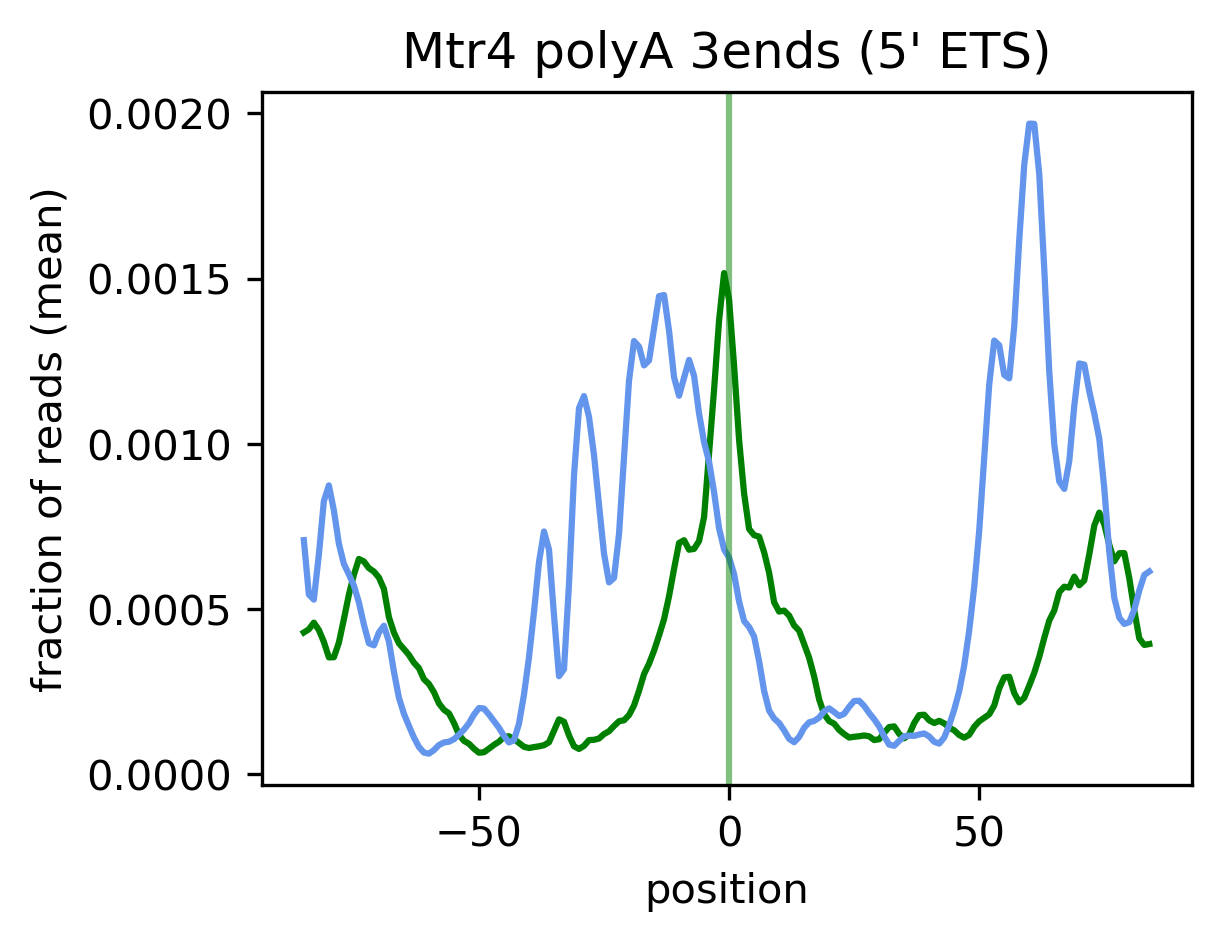 Mtr4 polyA 3ends (5' ETS)
fraction of reads (mean)
0.0020
0.0015
0.0010
0.0005
0.0000
−50 0 50
position